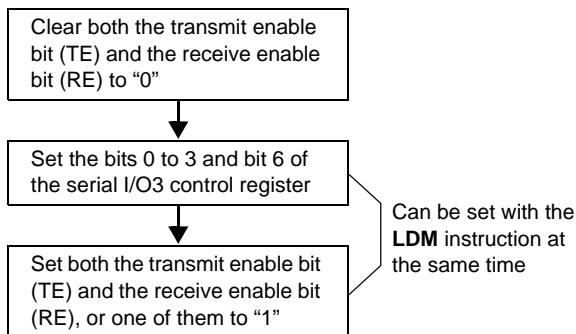 Clear both the transmit enable
bit (TE) and the receive enable
bit (RE) to “0”
Set the bits 0 to 3 and bit 6 of
the serial I/O3 control register
Can be set with the
LDM instruction at
the same time
Set both the transmit enable bit
(TE) and the receive enable bit
(RE), or one of them to “1”